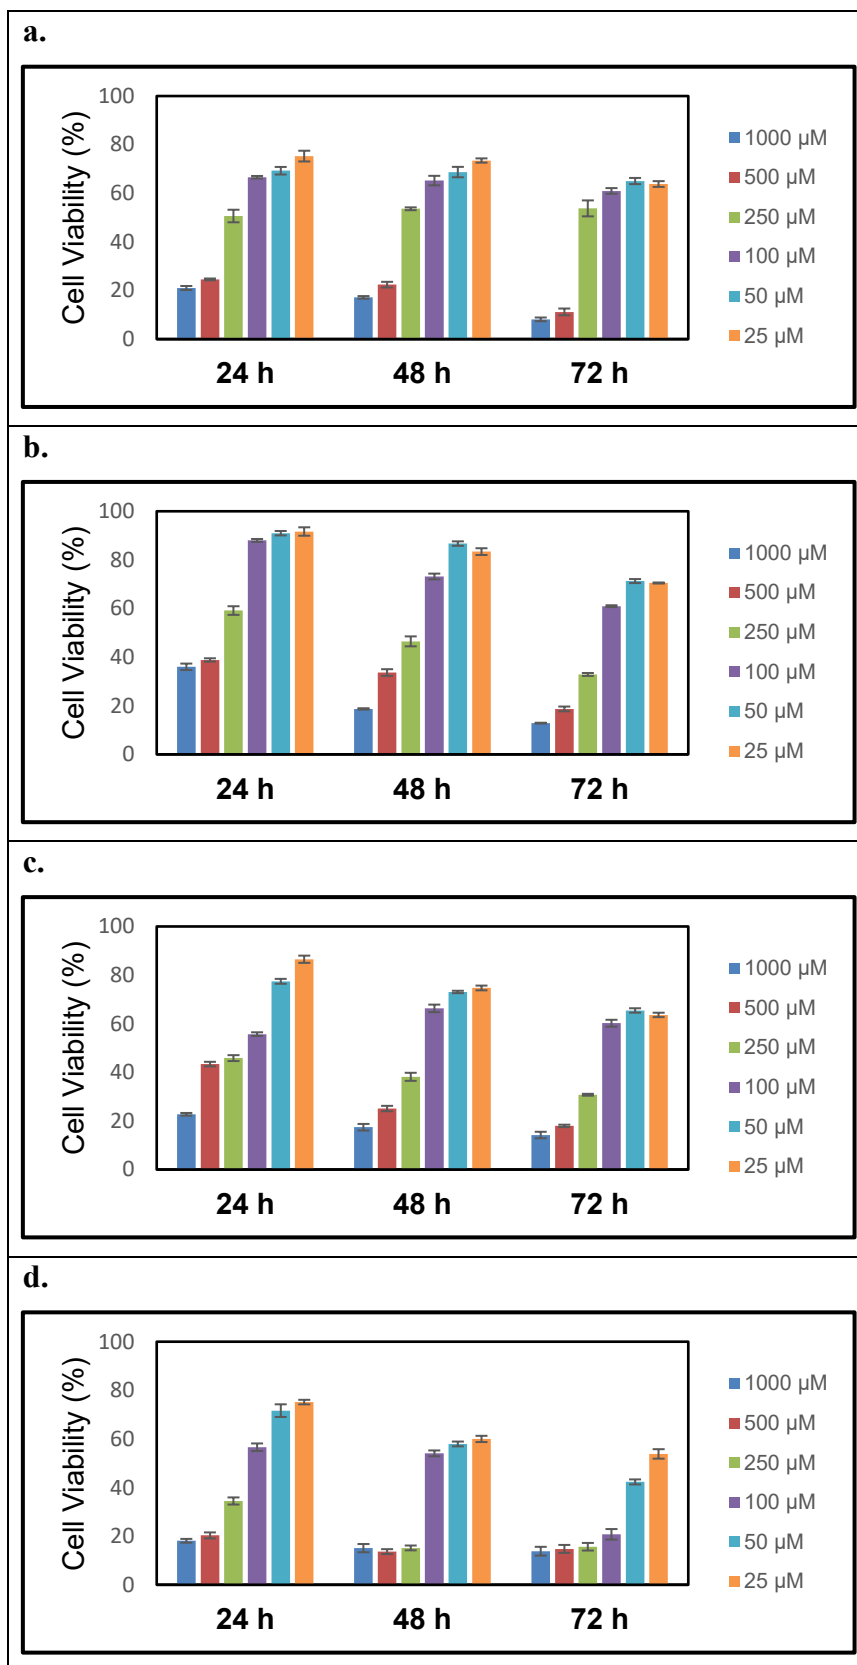 a.
Cell Viability (%)
100
80
60
40
20
0
24 h 48 h 72 h
1000 µM
500 µM
250 µM
100 µM
50 µM
25 µM
b.
Cell Viability (%)
100
80
60
40
20
0
24 h 48 h 72 h
1000 µM
500 µM
250 µM
100 µM
50 µM
25 µM
c.
Cell Viability (%)
100
80
60
40
20
0
24 h 48 h 72 h
1000 µM
500 µM
250 µM
100 µM
50 µM
25 µM
d.
Cell Viability (%)
100
80
60
40
20
0
24 h 48 h 72 h
1000 µM
500 µM
250 µM
100 µM
50 µM
25 µM